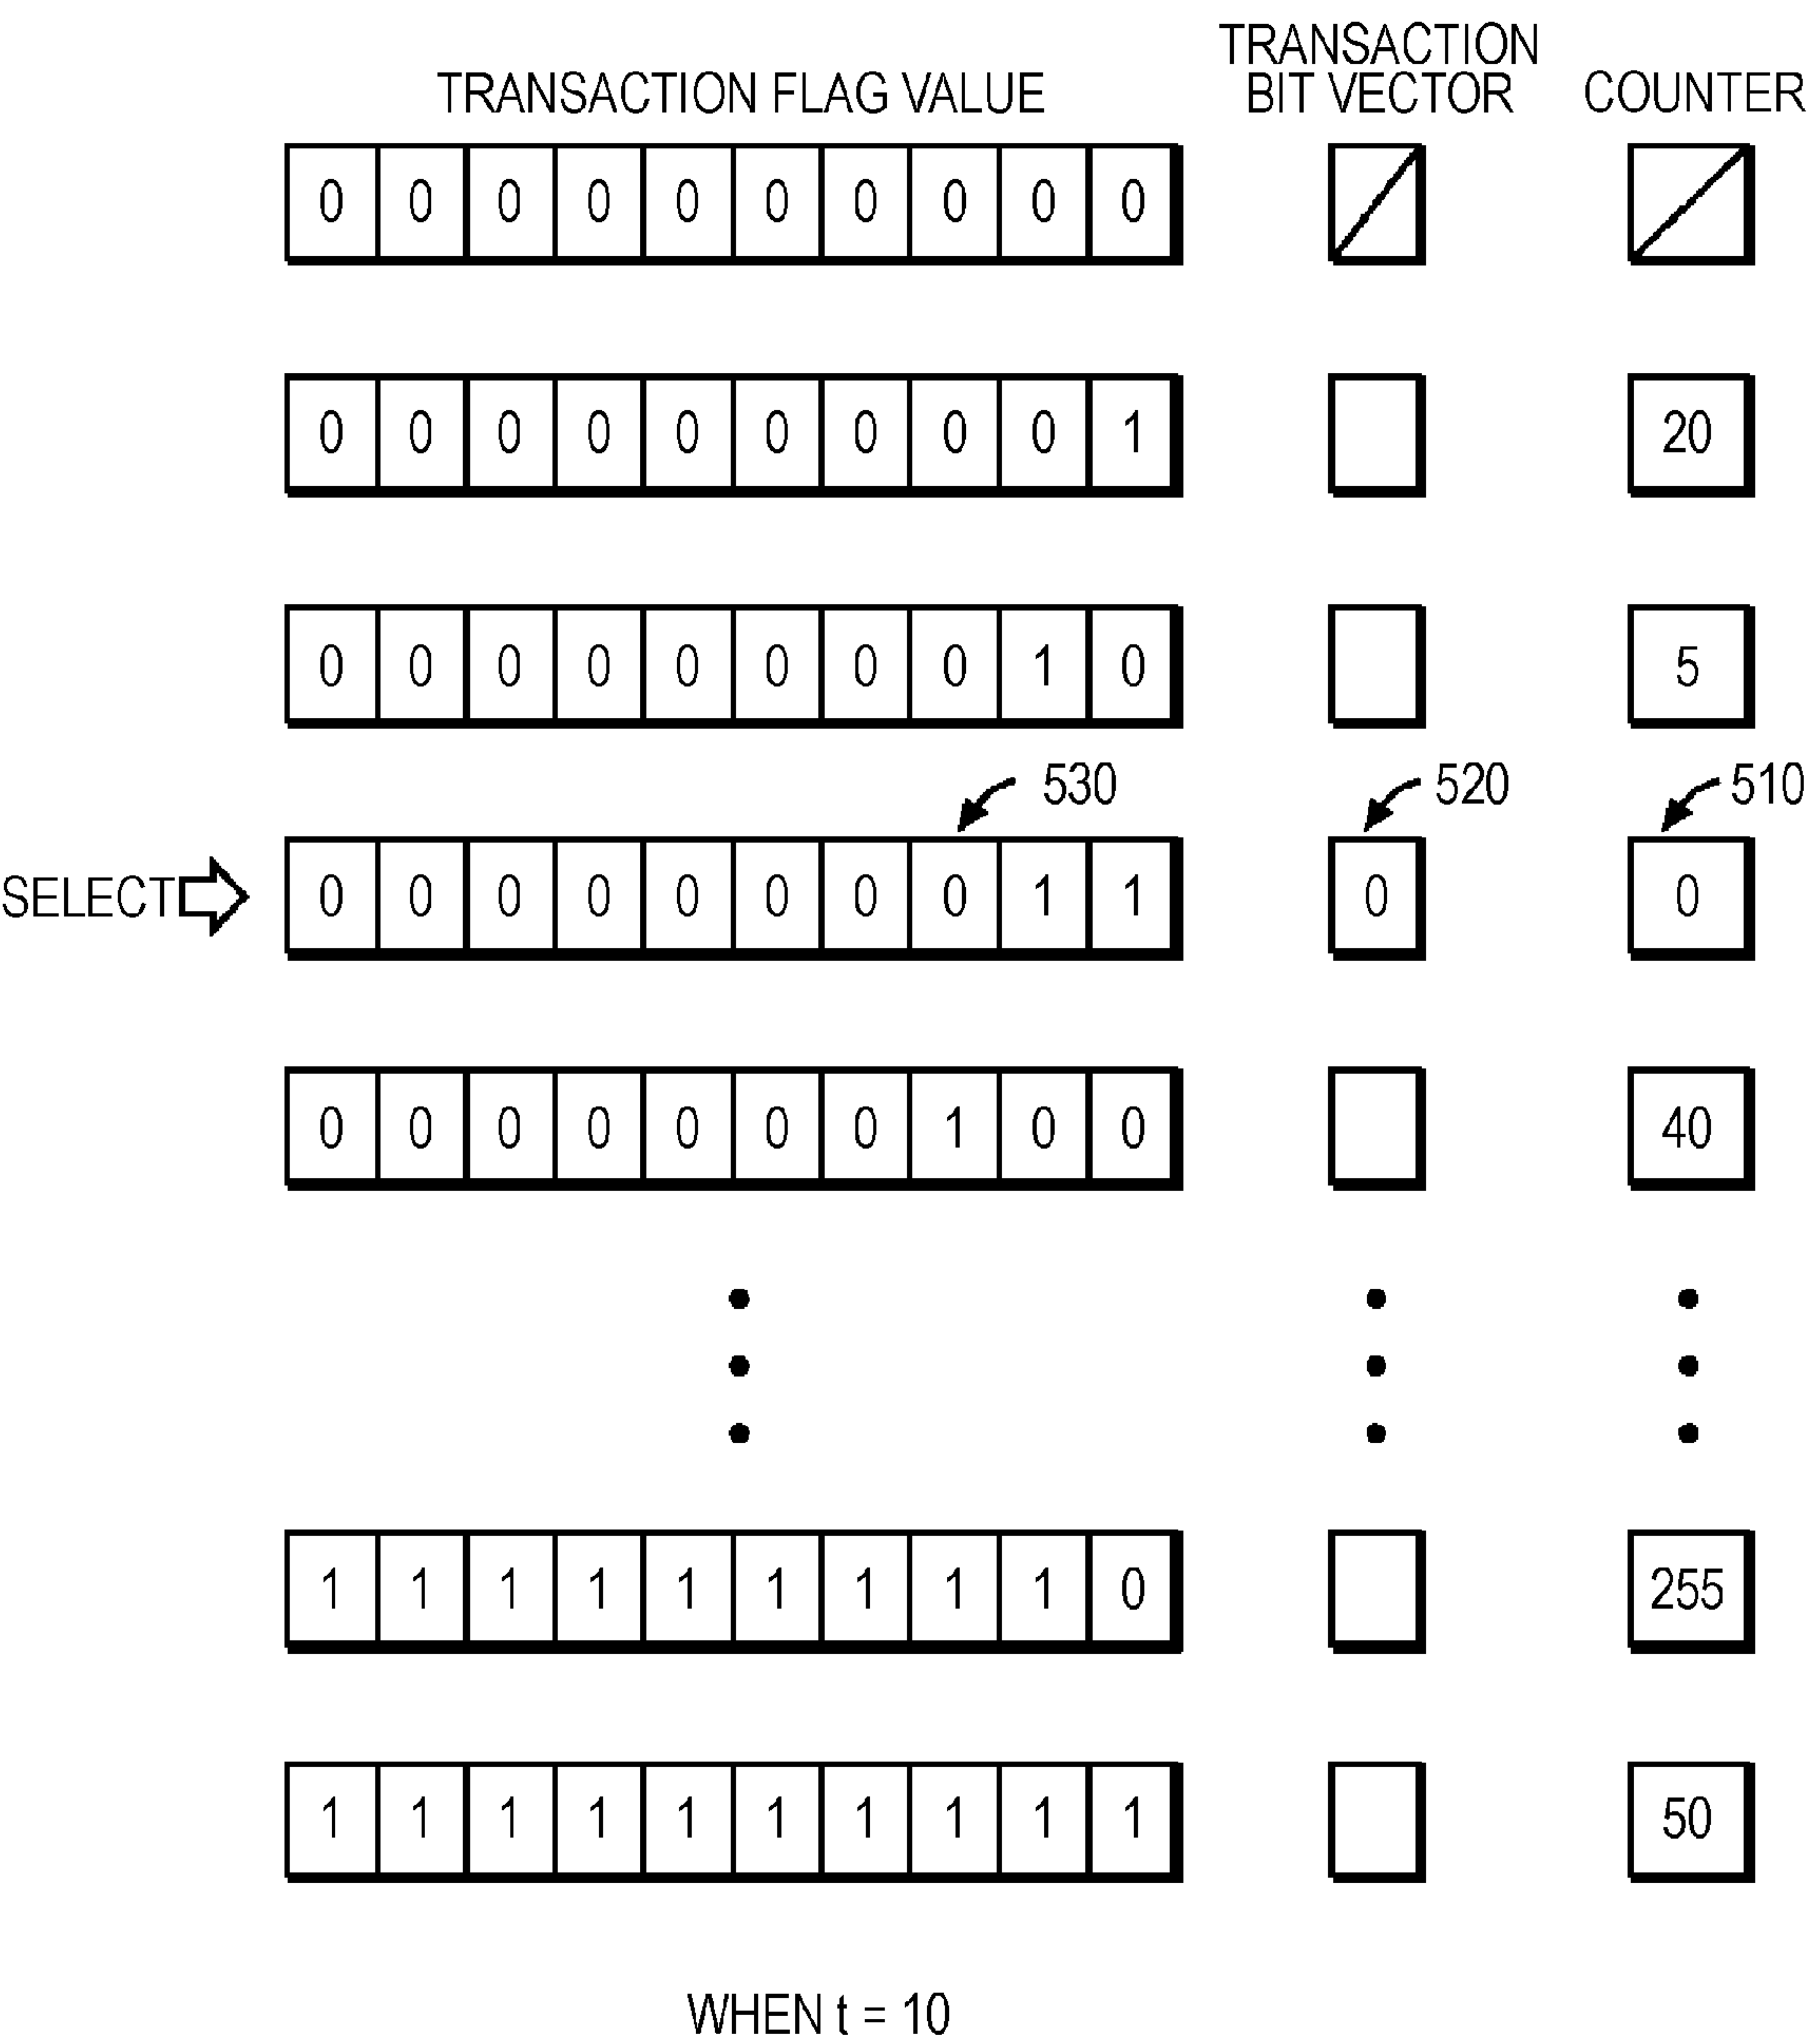 TRANSACTION FLAG VALUE TRANSACTION BIT VECTOR COUNTER
0 0 0 0 0 0 0 0 0 0
0 0 0 0 0 0 0 0 0 1 20
0 0 0 0 0 0 0 0 1 0 5
530 520 510
SELECT 0 0 0 0 0 0 0 0 1 1 0 0
0 0 0 0 0 0 0 1 0 0 40
1 1 1 1 1 1 1 1 1 0 255
1 1 1 1 1 1 1 1 1 1 50
WHEN t = 10